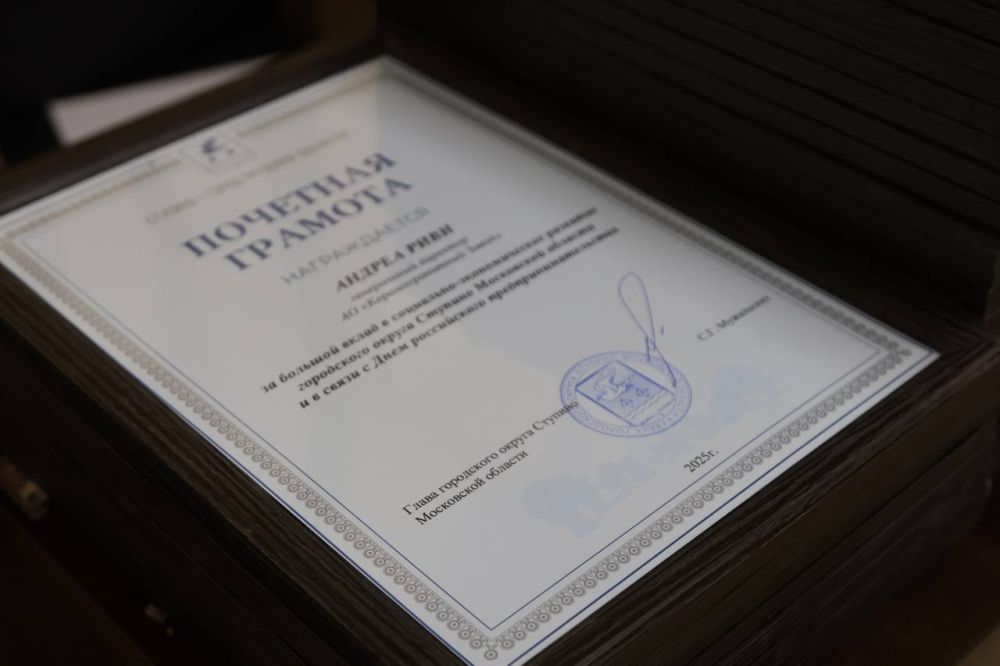 ПОЧЕТНАЯ
ГРАМОТА
НАГРАЖДАЕТСЯ
АНДРЕА РИВИ
генеральный директор
АО «Керамогранитный Завод»
за большой вклад в социально-экономическое развитие
городского округа Ступино Московской области
и в связи с Днем российского предпринимательства
Глава городского округа Ступино
Московской области
С.Г. Мужальских
2025г.